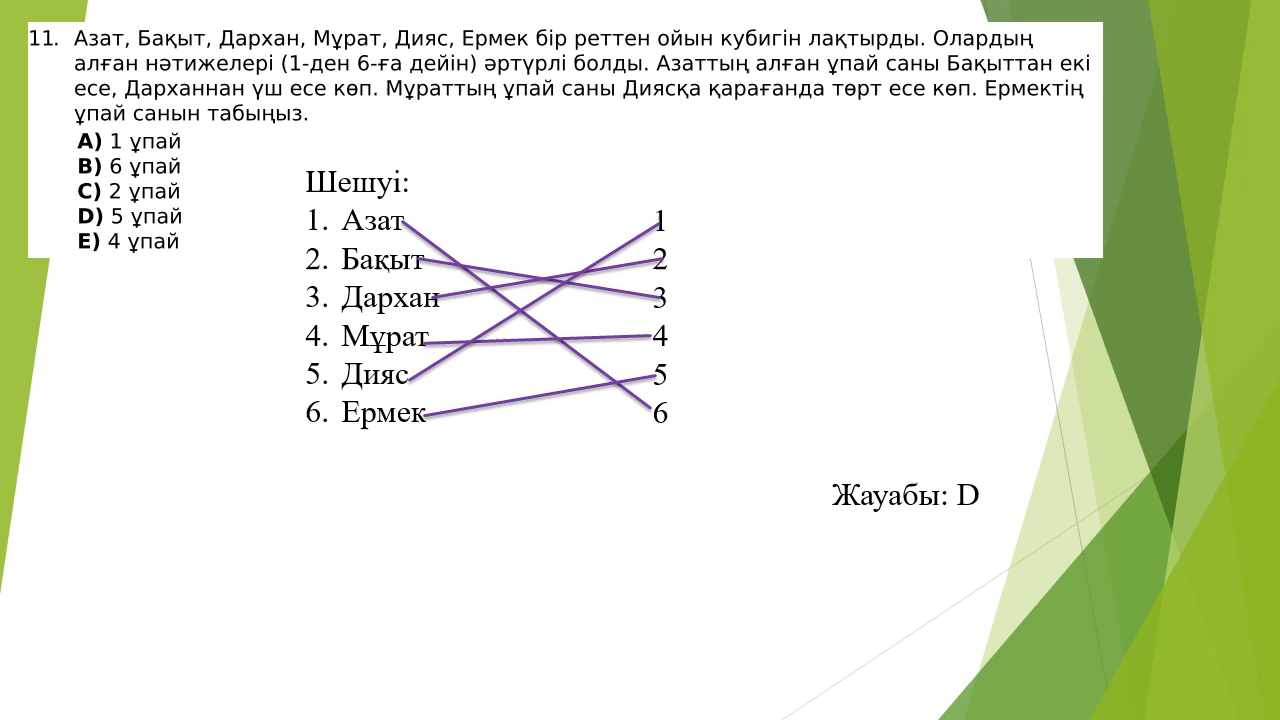 11. Азат, Бақыт, Дархан, Мұрат, Дияс, Ермек бір реттен ойын кубигін лақтырды. Олардың
алған нәтижелері (1-ден 6-ға дейін) әртүрлі болды. Азаттың алған ұпай саны Бақыттан екі
есе, Дарханнан үш есе көп. Мұраттың ұпай саны Диясқа қарағанда төрт есе көп. Ермектің
ұпай санын табыңыз.
A) 1 ұпай
B) 6 ұпай
C) 2 ұпай
D) 5 ұпай
E) 4 ұпай
Шешуі:
1. Азат 1
2. Бақыт 2
3. Дархан 3
4. Мұрат 4
5. Дияс 5
6. Ермек 6
Жауабы: D